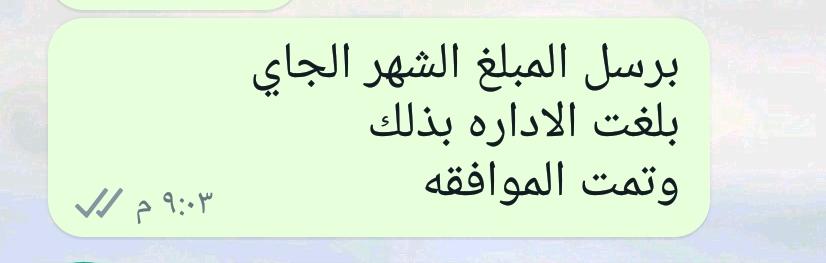 برسل المبلغ الشهر الجاي
بلغت الاداره بذلك
وتمت الموافقه
٩:٠٣ م